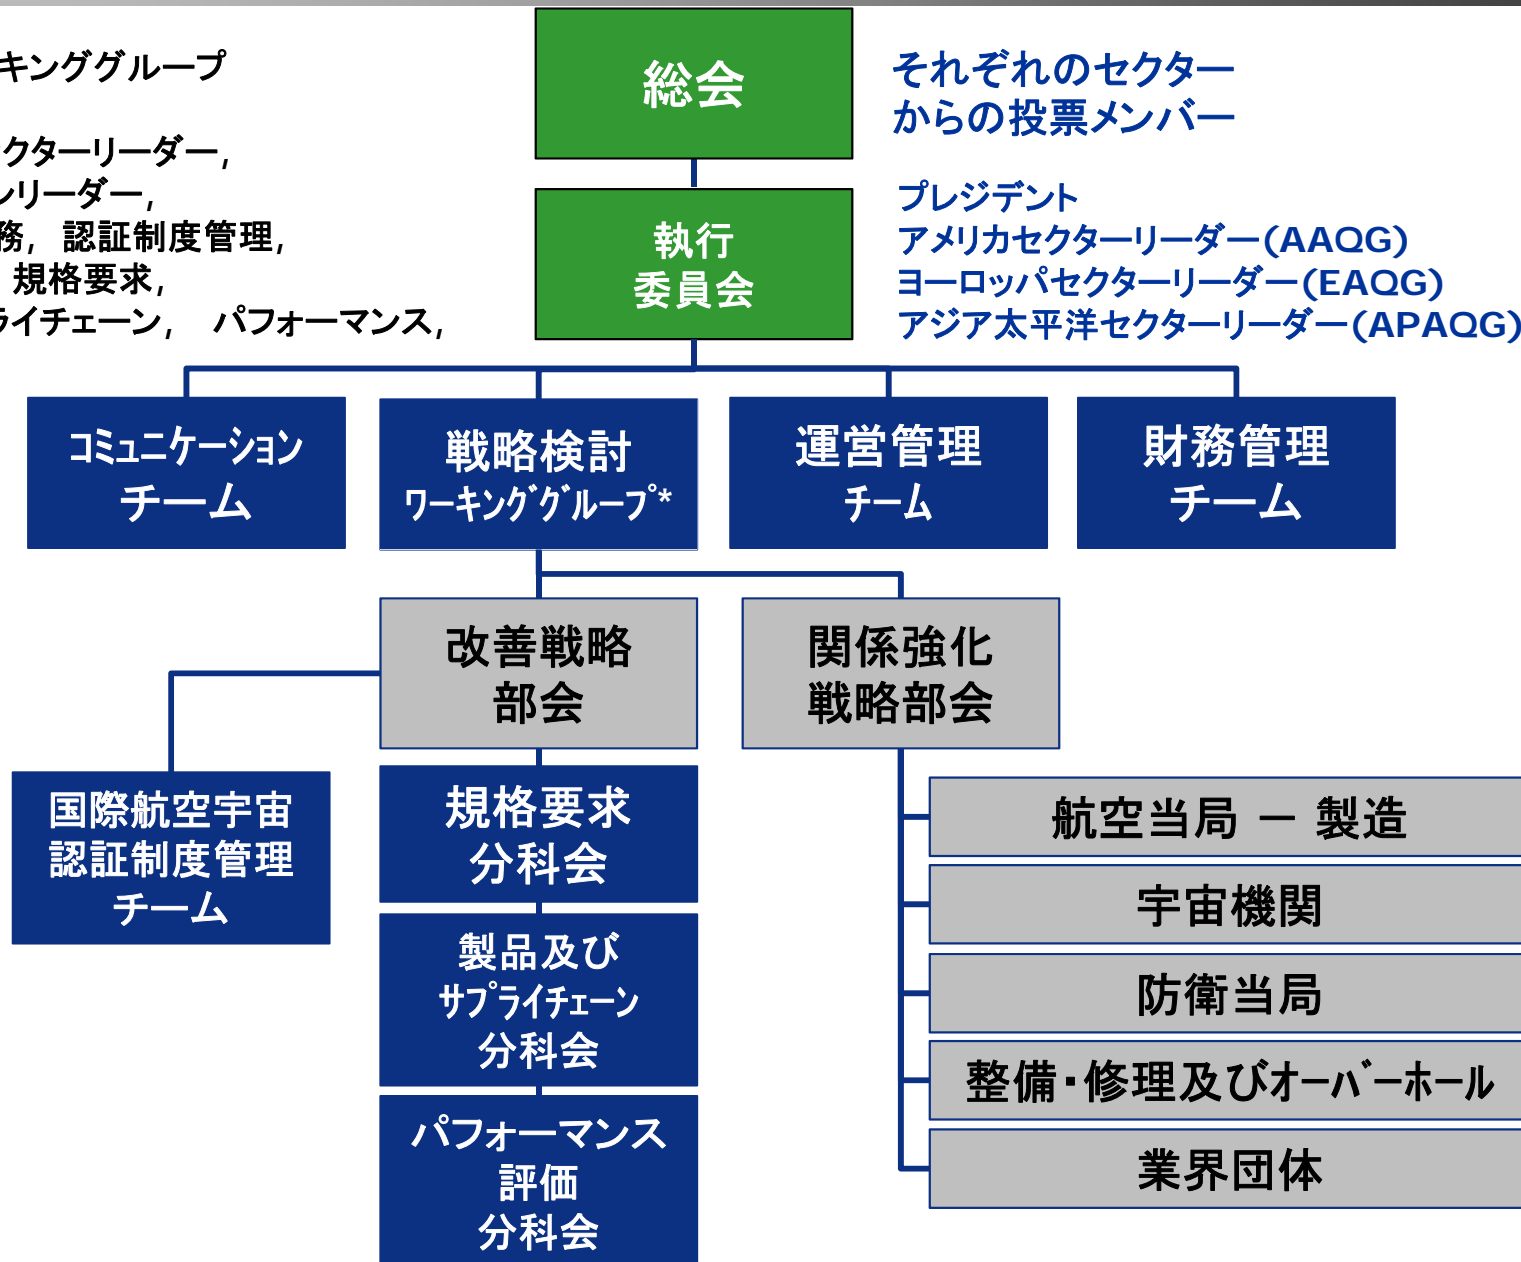 キンググループ
クターリーダー,
ンリーダー,
務, 認証制度管理,
規格要求,
ライチェーン, パフォーマンス,
総会
それぞれのセクター
からの投票メンバー
執行
委員会
プレジデント
アメリカセクターリーダー(AAQG)
ヨーロッパセクターリーダー(EAQG)
アジア太平洋セクターリーダー(APAQG)
コミュニケーション
チーム
戦略検討
ワーキンググループ*
運営管理
チーム
財務管理
チーム
改善戦略
部会
関係強化
戦略部会
国際航空宇宙
認証制度管理
チーム
規格要求
分科会
製品及び
サプライチェーン
分科会
パフォーマンス
評価
分科会
航空当局 － 製造
宇宙機関
防衛当局
整備・修理及びオーバーホール
業界団体